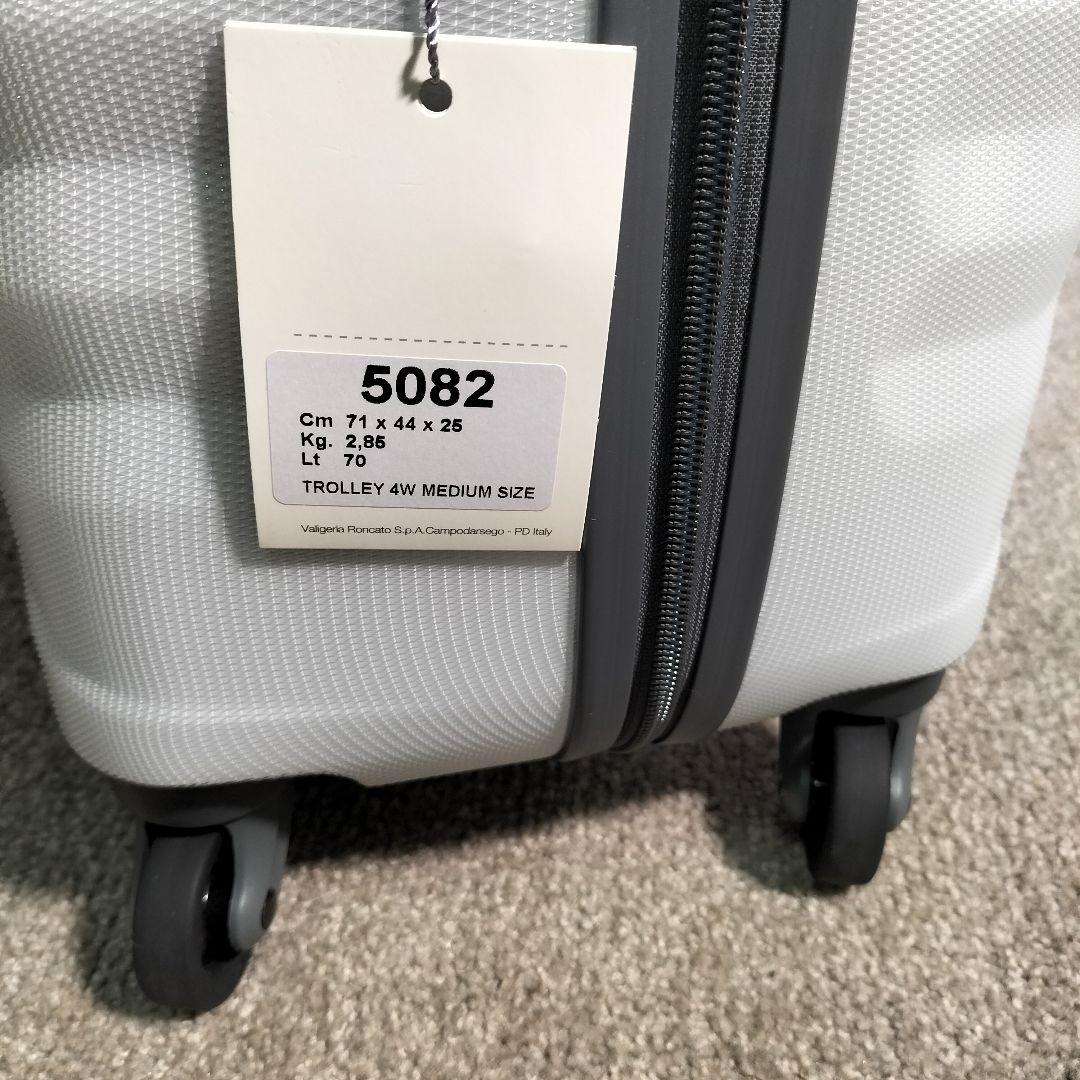 5082
Cm 71 x 44 x 25
Kg. 2,85
Lt 70
TROLLEY 4W MEDIUM SIZE
Valigeria Roncato S.p.A.Campodarsego - PD Italy